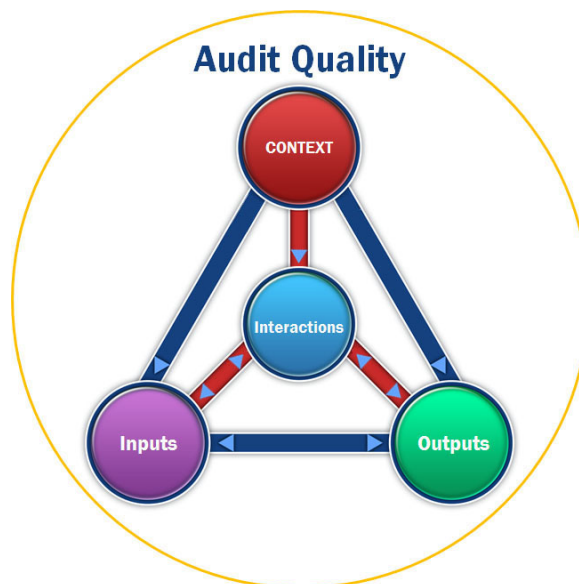 Audit Quality
CONTEXT
Interactions
Inputs
Outputs